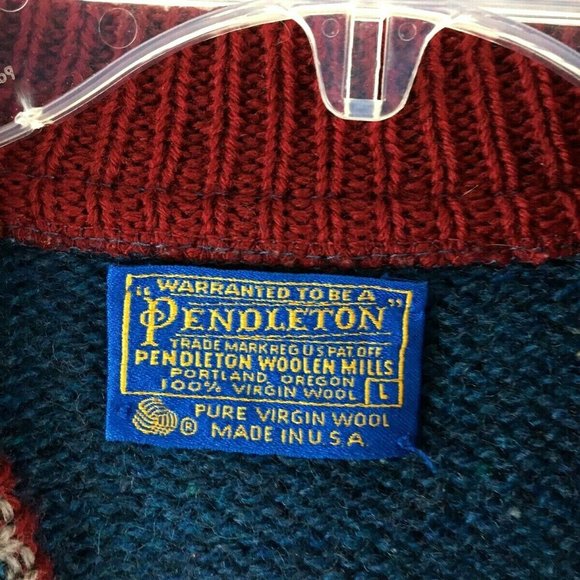 WARRANTED TO BE A
"PENDLETON"
TRADE MARK REG U S PAT OFF
PENDLETON WOOLEN MILLS
PORTLAND, OREGON
100% VIRGIN WOOL L
® PURE VIRGIN WOOL
MADE IN U.S.A.